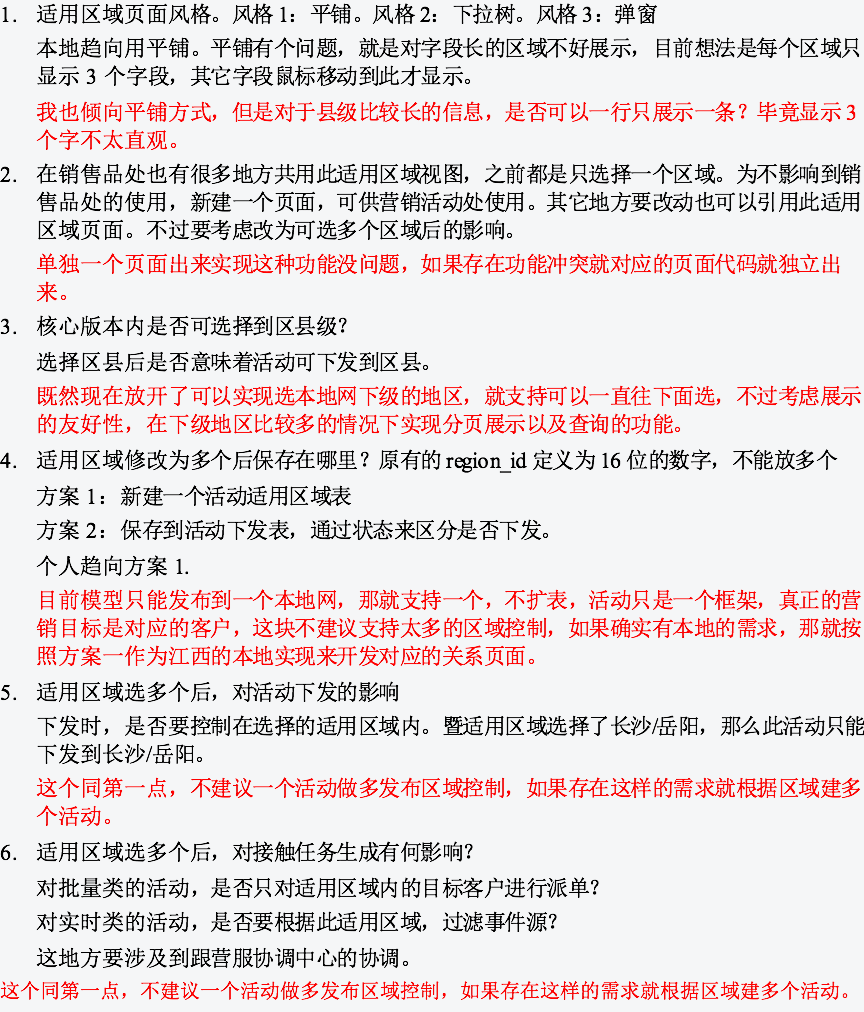 1. 适用区域页面风格。风格 1：平铺。风格 2：下拉树。风格 3：弹窗
本地趋向用平铺。平铺有个问题，就是对字段长的区域不好展示，目前想法是每个区域只
显示 3 个字段，其它字段鼠标移动到此才显示。
我也倾向平铺方式，但是对于县级比较长的信息，是否可以一行只展示一条？毕竟显示 3
个字不太直观。
2. 在销售品处也有很多地方共用此适用区域视图，之前都是只选择一个区域。为不影响到销
售品处的使用，新建一个页面，可供营销活动处使用。其它地方要改动也可以引用此适用
区域页面。不过要考虑改为可选多个区域后的影响。
单独一个页面出来实现这种功能没问题，如果存在功能冲突就对应的页面代码就独立出
来。
3. 核心版本内是否可选择到区县级？
选择区县后是否意味着活动可下发到区县。
既然现在放开了可以实现选本地网下级的地区，就支持可以一直往下面选，不过考虑展示
的友好性，在下级地区比较多的情况下实现分页展示以及查询的功能。
4. 适用区域修改为多个后保存在哪里？原有的 region_id 定义为 16 位的数字，不能放多个
方案 1：新建一个活动适用区域表
方案 2：保存到活动下发表，通过状态来区分是否下发。
个人趋向方案 1.
目前模型只能发布到一个本地网，那就支持一个，不扩表，活动只是一个框架，真正的营
销目标是对应的客户，这块不建议支持太多的区域控制，如果确实有本地的需求，那就按
照方案一作为江西的本地实现来开发对应的关系页面。
5. 适用区域选多个后，对活动下发的影响
下发时，是否要控制在选择的适用区域内。暨适用区域选择了长沙/岳阳，那么此活动只能
下发到长沙/岳阳。
这个同第一点，不建议一个活动做多发布区域控制，如果存在这样的需求就根据区域建多
个活动。
6. 适用区域选多个后，对接触任务生成有何影响？
对批量类的活动，是否只对适用区域内的目标客户进行派单？
对实时类的活动，是否要根据此适用区域，过滤事件源？
这地方要涉及到跟营服协调中心的协调。
这个同第一点，不建议一个活动做多发布区域控制，如果存在这样的需求就根据区域建多个活动。